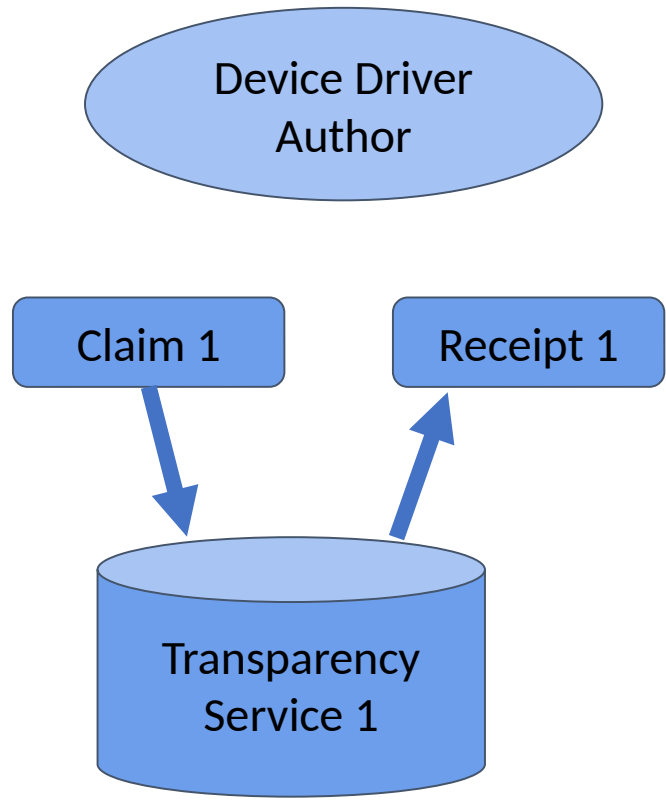 Device Driver
Author
Claim 1
Receipt 1
Transparency
Service 1